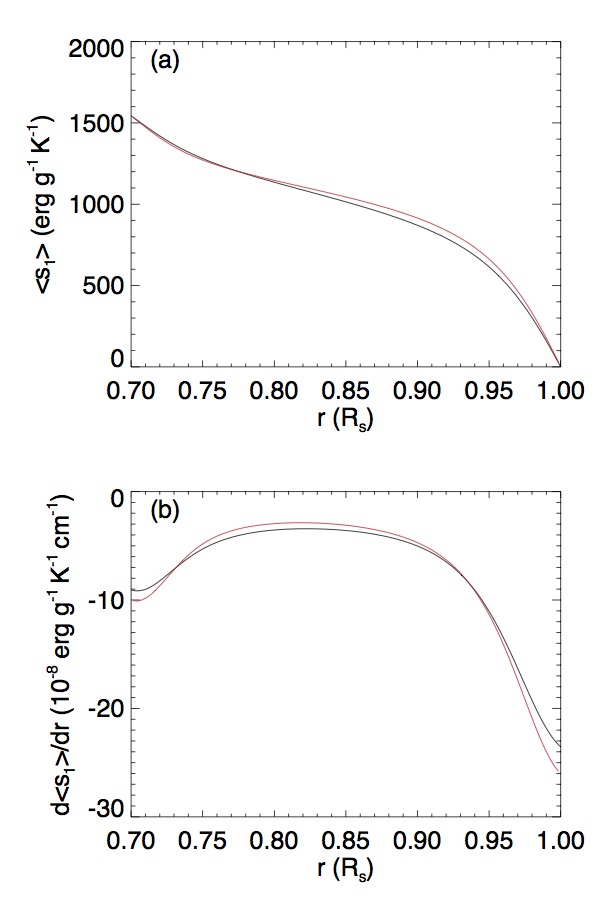 (a)
2000
1500
1000
500
0
<s₁> (erg g⁻¹ K⁻¹)
0.70 0.75 0.80 0.85 0.90 0.95 1.00
r (Rₛ)
(b)
0
-10
-20
-30
d<s₁>/dr (10⁻⁸ erg g⁻¹ K⁻¹ cm⁻¹)
0.70 0.75 0.80 0.85 0.90 0.95 1.00
r (Rₛ)